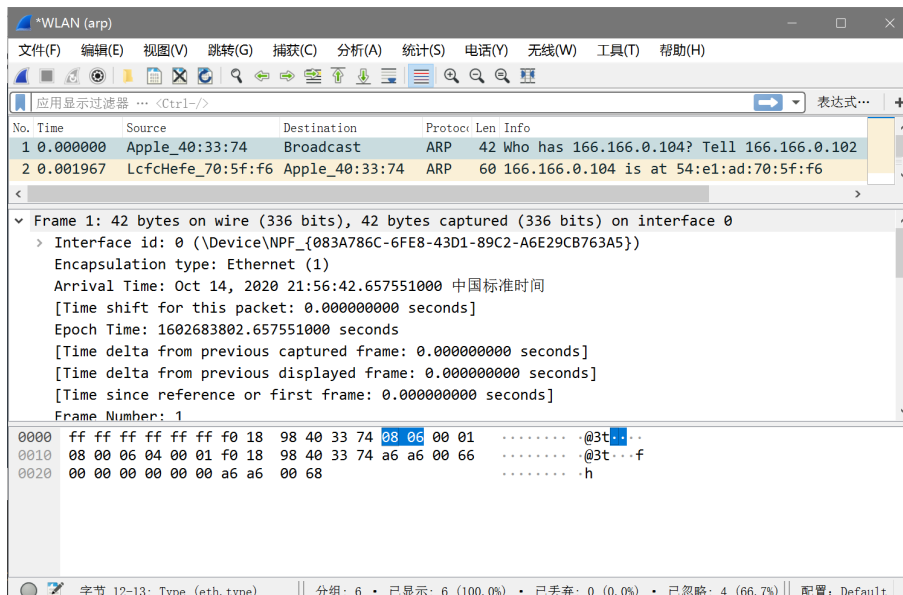 *WLAN (arp)
文件(F) 编辑(E) 视图(V) 跳转(G) 捕获(C) 分析(A) 统计(S) 电话(Y) 无线(W) 工具(T) 帮助(H)
应用显示过滤器 … <Ctrl-/> 表达式…
No. Time Source Destination Protoc Len Info
1 0.000000 Apple_40:33:74 Broadcast ARP 42 Who has 166.166.0.104? Tell 166.166.0.102
2 0.001967 LcfcHefe_70:5f:f6 Apple_40:33:74 ARP 60 166.166.0.104 is at 54:e1:ad:70:5f:f6
Frame 1: 42 bytes on wire (336 bits), 42 bytes captured (336 bits) on interface 0
Interface id: 0 (\Device\NPF_{083A786C-6FE8-43D1-89C2-A6E29CB763A5})
Encapsulation type: Ethernet (1)
Arrival Time: Oct 14, 2020 21:56:42.657551000 中国标准时间
[Time shift for this packet: 0.000000000 seconds]
Epoch Time: 1602683802.657551000 seconds
[Time delta from previous captured frame: 0.000000000 seconds]
[Time delta from previous displayed frame: 0.000000000 seconds]
[Time since reference or first frame: 0.000000000 seconds]
Frame Number: 1
0000 ff ff ff ff ff ff f0 18 98 40 33 74 08 06 00 01 ········ ·@3t····
0010 08 00 06 04 00 01 f0 18 98 40 33 74 a6 a6 00 66 ········ ·@3t···f
0020 00 00 00 00 00 00 a6 a6 00 68 ········ ·h
字节 12-13: Type (eth.type) 分组: 6 · 已显示: 6 (100.0%) · 已丢弃: 0 (0.0%) · 已忽略: 4 (66.7%) 配置: Default